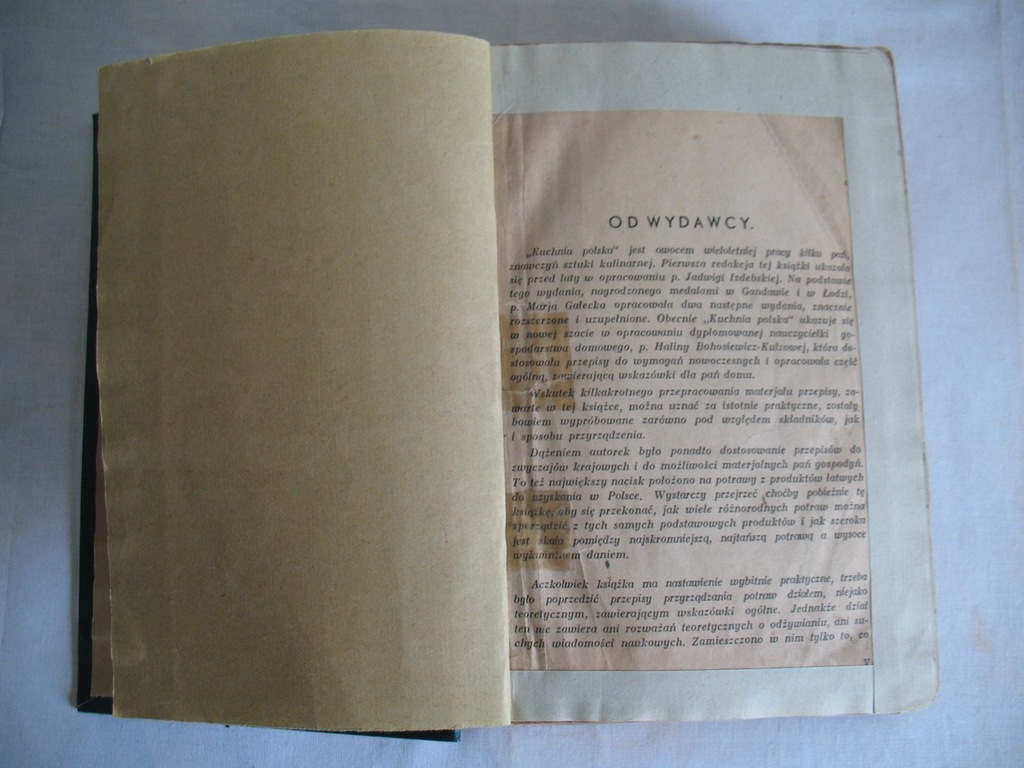 OD WYDAWCY.
„Kuchnia polska“ jest owocem wieloletniej pracy kilku pań,
znawczyń sztuki kulinarnej. Pierwsza redakcja tej książki ukazała
się przed laty w opracowaniu p. Jadwigi Izdebskiej. Na podstawie
tego wydania, nagrodzonego medalami w Gandawie i w Łodzi,
p. Marja Gałecka opracowała dwa następne wydania, znacznie
rozszerzone i uzupełnione. Obecnie „Kuchnia polska“ ukazuje się
w nowej szacie w opracowaniu dyplomowanej nauczycielki go-
spodarstwa domowego, p. Haliny Bohosiewicz-Kulzowej, która do-
stosowała przepisy do wymagań nowoczesnych i opracowała część
ogólną, zawierającą wskazówki dla pań domu.
Wskutek kilkakrotnego przepracowania materjału przepisy, za-
warte w tej książce, można uznać za istotnie praktyczne, zostały
bowiem wypróbowane zarówno pod względem składników, jak
i sposobu przyrządzenia.
Dążeniem autorek było ponadto dostosowanie przepisów do
zwyczajów krajowych i do możliwości materjalnych pań gospodyń.
To też największy nacisk położono na potrawy z produktów łatwych
do uzyskania w Polsce. Wystarczy przejrzeć choćby pobieżnie tę
książkę, aby się przekonać, jak wiele różnorodnych potraw można
sporządzić z tych samych podstawowych produktów i jak szeroka
jest skala pomiędzy najskromniejszą, najtańszą potrawą a wysoce
wykwintnem daniem.
Aczkolwiek książka ma nastawienie wybitnie praktyczne, trzeba
było poprzedzić przepisy przyrządzania potraw działem, niejako
teoretycznym, zawierającym wskazówki ogólne. Jednakże dział
ten nie zawiera ani rozważań teoretycznych o odżywianiu, ani su-
chych wiadomości naukowych. Zamieszczono w nim tylko to, co
V